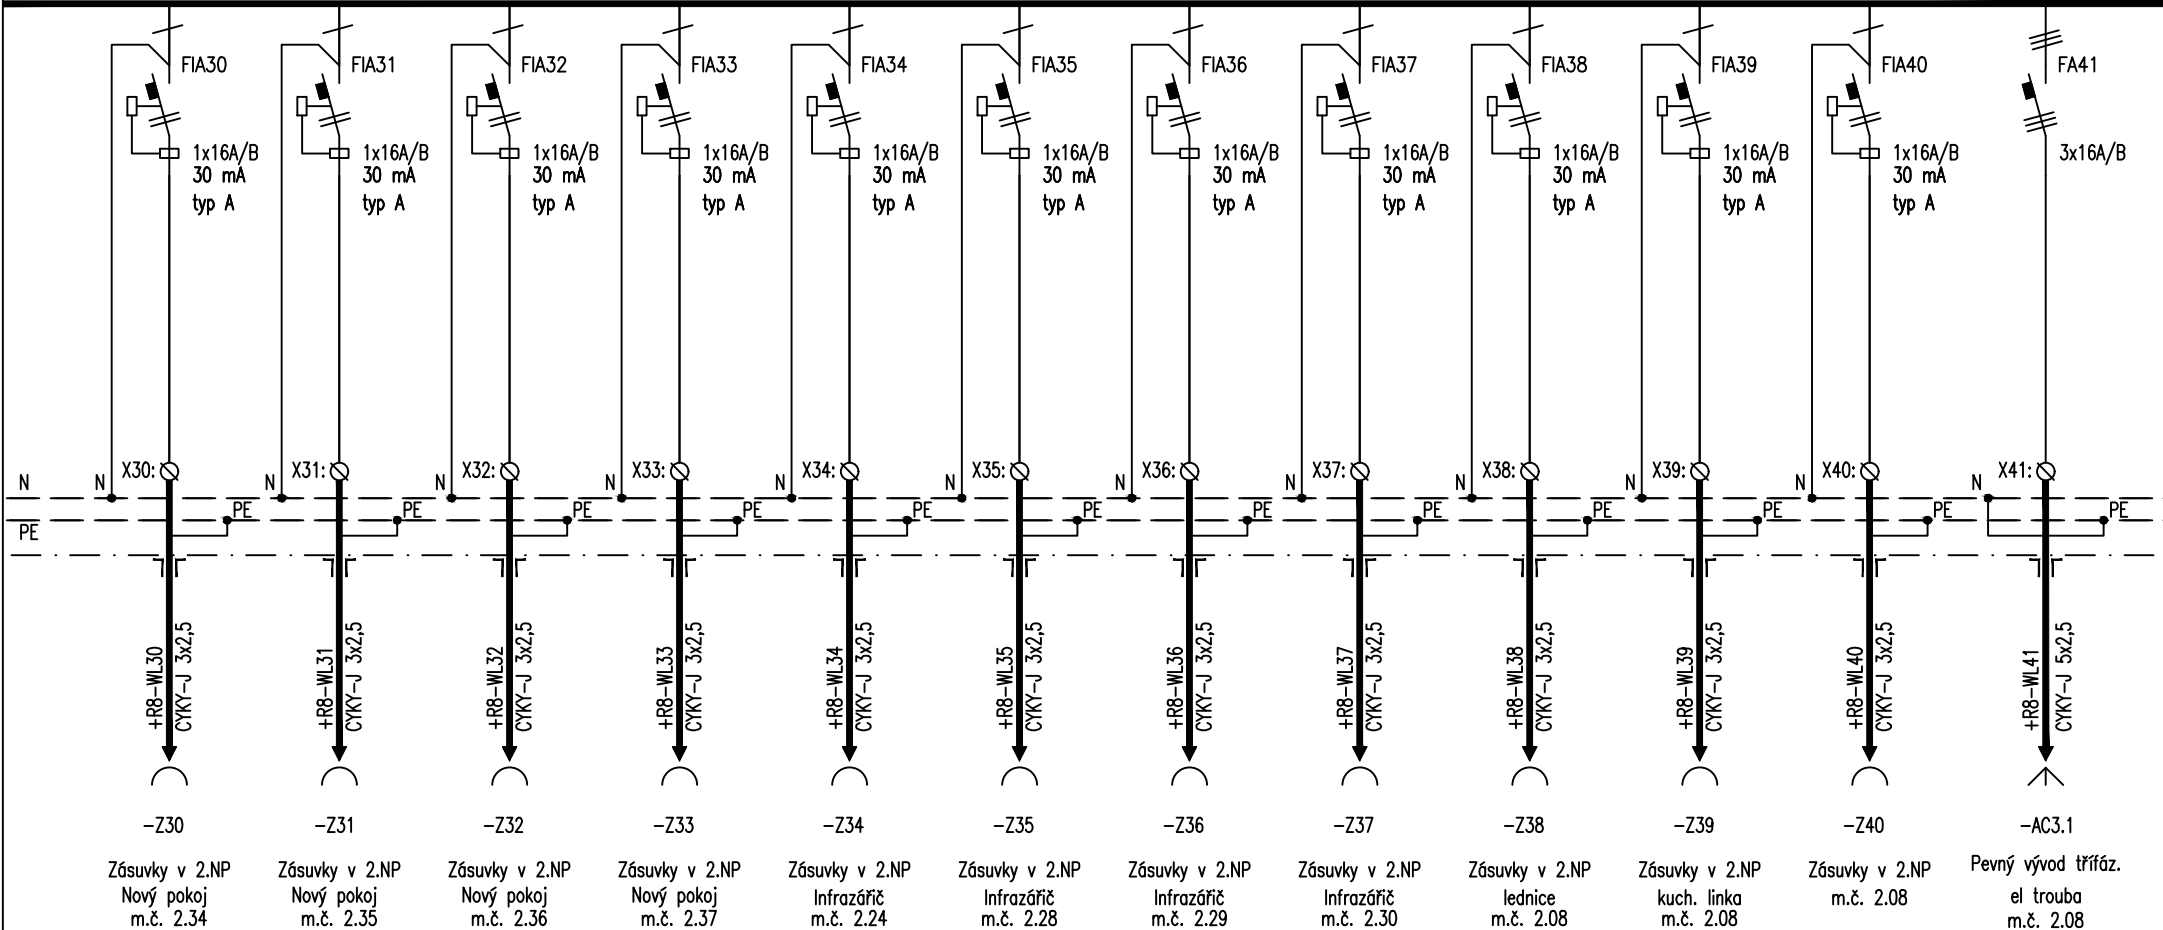 FIA30 FIA31 FIA32 FIA33 FIA34 FIA35 FIA36 FIA37 FIA38 FIA39 FIA40 FA41
1x16A/B 1x16A/B 1x16A/B 1x16A/B 1x16A/B 1x16A/B 1x16A/B 1x16A/B 1x16A/B 1x16A/B 1x16A/B 3x16A/B
30 mA 30 mA 30 mA 30 mA 30 mA 30 mA 30 mA 30 mA 30 mA 30 mA 30 mA
typ A typ A typ A typ A typ A typ A typ A typ A typ A typ A typ A
X30: X31: X32: X33: X34: X35: X36: X37: X38: X39: X40: X41:
N N N N N N N N N N N N N
PE PE PE PE PE PE PE PE PE PE PE PE
PE
+R8-WL30 +R8-WL31 +R8-WL32 +R8-WL33 +R8-WL34 +R8-WL35 +R8-WL36 +R8-WL37 +R8-WL38 +R8-WL39 +R8-WL40 +R8-WL41
CYKY-J 3x2,5 CYKY-J 3x2,5 CYKY-J 3x2,5 CYKY-J 3x2,5 CYKY-J 3x2,5 CYKY-J 3x2,5 CYKY-J 3x2,5 CYKY-J 3x2,5 CYKY-J 3x2,5 CYKY-J 3x2,5 CYKY-J 3x2,5 CYKY-J 5x2,5
-Z30 -Z31 -Z32 -Z33 -Z34 -Z35 -Z36 -Z37 -Z38 -Z39 -Z40 -AC3.1
Zásuvky v 2.NP Zásuvky v 2.NP Zásuvky v 2.NP Zásuvky v 2.NP Zásuvky v 2.NP Zásuvky v 2.NP Zásuvky v 2.NP Zásuvky v 2.NP Zásuvky v 2.NP Zásuvky v 2.NP Zásuvky v 2.NP Pevný vývod třífáz.
Nový pokoj Nový pokoj Nový pokoj Nový pokoj Infrazářič Infrazářič Infrazářič Infrazářič lednice kuch. linka m.č. 2.08 el trouba
m.č. 2.34 m.č. 2.35 m.č. 2.36 m.č. 2.37 m.č. 2.24 m.č. 2.28 m.č. 2.29 m.č. 2.30 m.č. 2.08 m.č. 2.08 m.č. 2.08